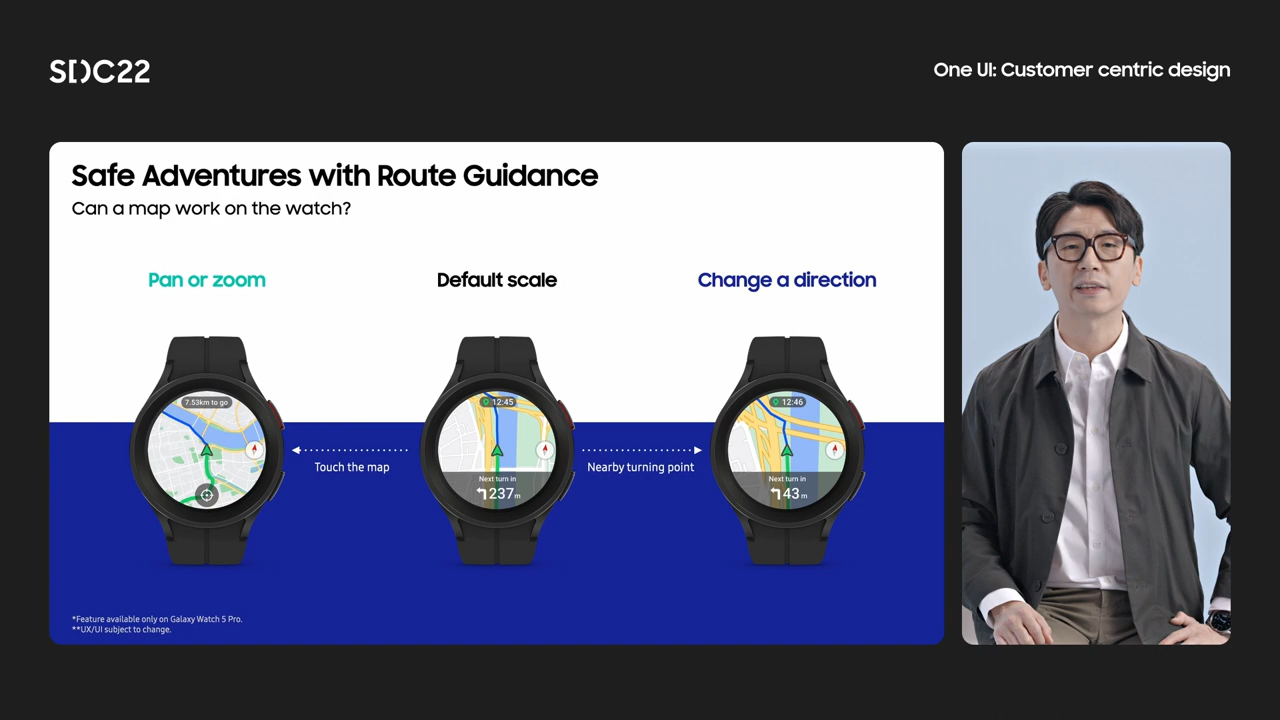 SDC22
One UI: Customer centric design
Safe Adventures with Route Guidance
Can a map work on the watch?
Pan or zoom
Default scale
Change a direction
7.53km to go
12:45
12:46
Touch the map
Nearby turning point
Next turn in
237 m
Next turn in
43 m
*Feature available only on Galaxy Watch 5 Pro.
**UX/UI subject to change.